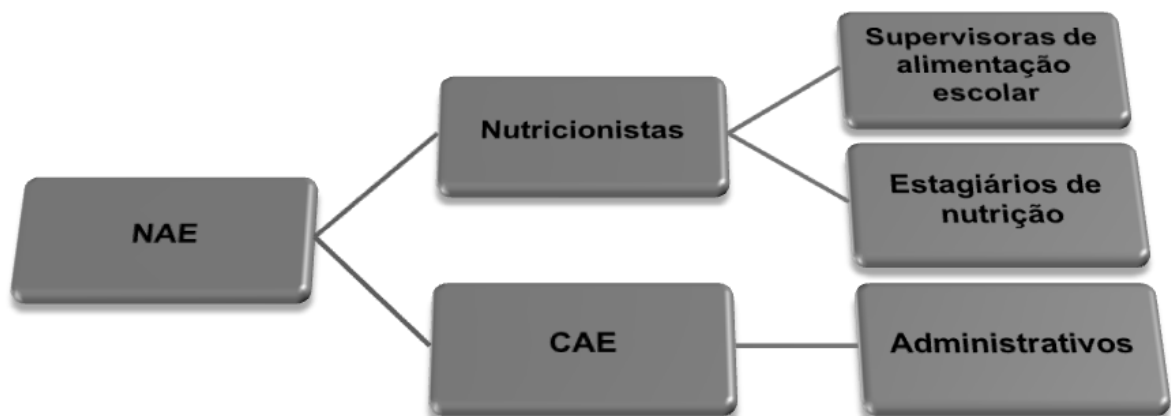 NAE
Nutricionistas
Supervisoras de
alimentação
escolar
Estagiários de
nutrição
CAE
Administrativos